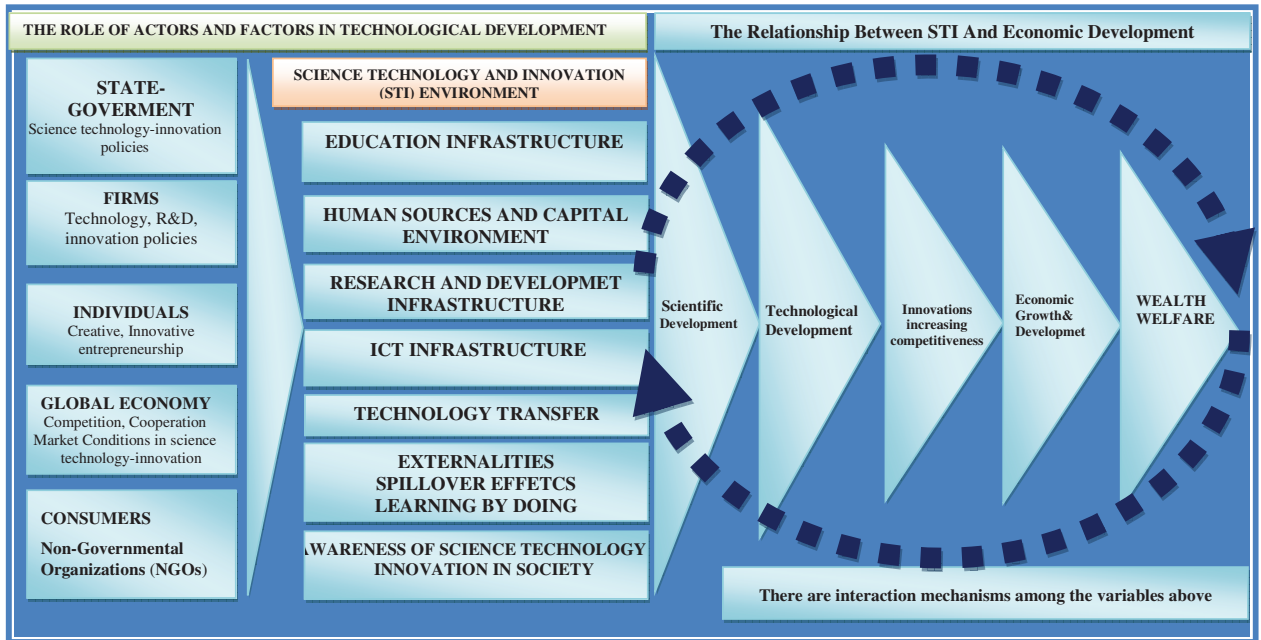 THE ROLE OF ACTORS AND FACTORS IN TECHNOLOGICAL DEVELOPMENT
The Relationship Between STI And Economic Development
STATE-
GOVERMENT
Science technology-innovation
policies
FIRMS
Technology, R&D,
innovation policies
INDIVIDUALS
Creative, Innovative
entrepreneurship
GLOBAL ECONOMY
Competition, Cooperation
Market Conditions in science
technology-innovation
CONSUMERS
Non-Governmental
Organizations (NGOs)
SCIENCE TECHNOLOGY AND INNOVATION
(STI) ENVIRONMENT
EDUCATION INFRASTRUCTURE
HUMAN SOURCES AND CAPITAL
ENVIRONMENT
RESEARCH AND DEVELOPMET
INFRASTRUCTURE
ICT INFRASTRUCTURE
TECHNOLOGY TRANSFER
EXTERNALITIES
SPILLOVER EFFETCS
LEARNING BY DOING
AWARENESS OF SCIENCE TECHNOLOGY
INNOVATION IN SOCIETY
Scientific
Development
Technological
Development
Innovations
increasing
competitiveness
Economic
Growth&
Developmet
WEALTH
WELFARE
There are interaction mechanisms among the variables above